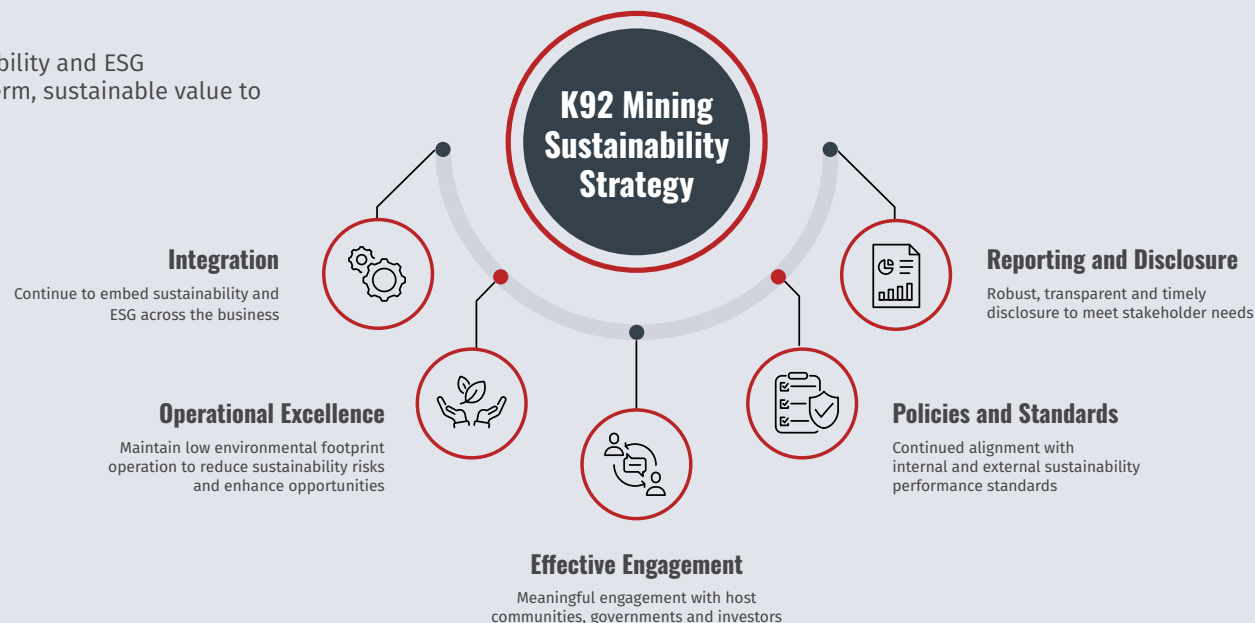 bility and ESG
erm, sustainable value to
K92 Mining
Sustainability
Strategy
Integration
Continue to embed sustainability and
ESG across the business
Operational Excellence
Maintain low environmental footprint
operation to reduce sustainability risks
and enhance opportunities
Effective Engagement
Meaningful engagement with host
communities, governments and investors
Policies and Standards
Continued alignment with
internal and external sustainability
performance standards
Reporting and Disclosure
Robust, transparent and timely
disclosure to meet stakeholder needs